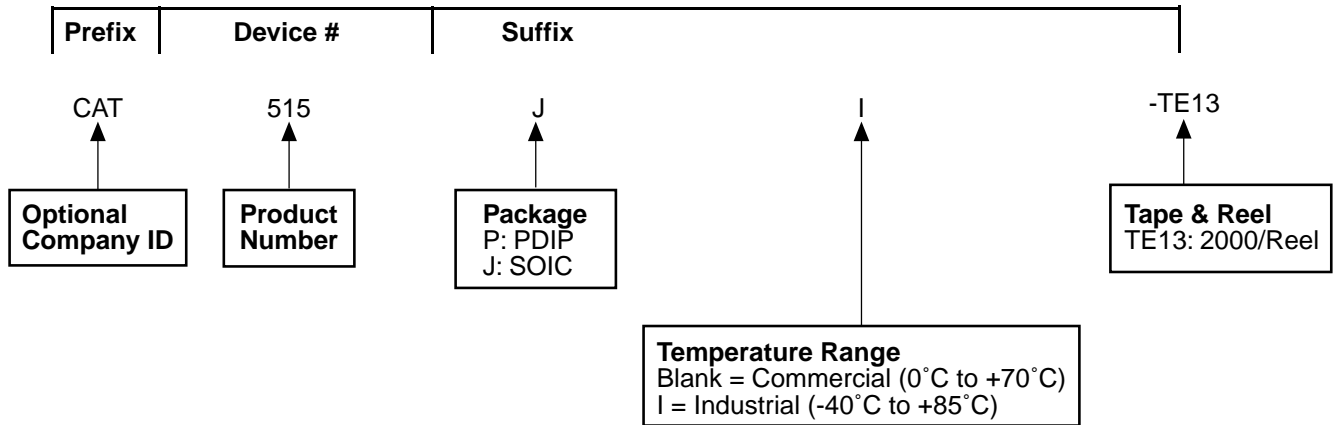 Prefix Device # Suffix
CAT 515 J I -TE13
Optional
Company ID
Product
Number
Package
P: PDIP
J: SOIC
Tape & Reel
TE13: 2000/Reel
Temperature Range
Blank = Commercial (0˚C to +70˚C)
I = Industrial (-40˚C to +85˚C)